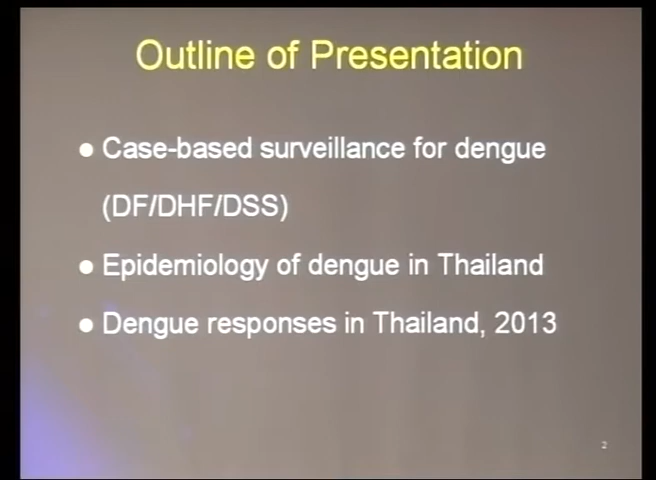 Outline of Presentation
● Case-based surveillance for dengue
(DF/DHF/DSS)
● Epidemiology of dengue in Thailand
● Dengue responses in Thailand, 2013
2